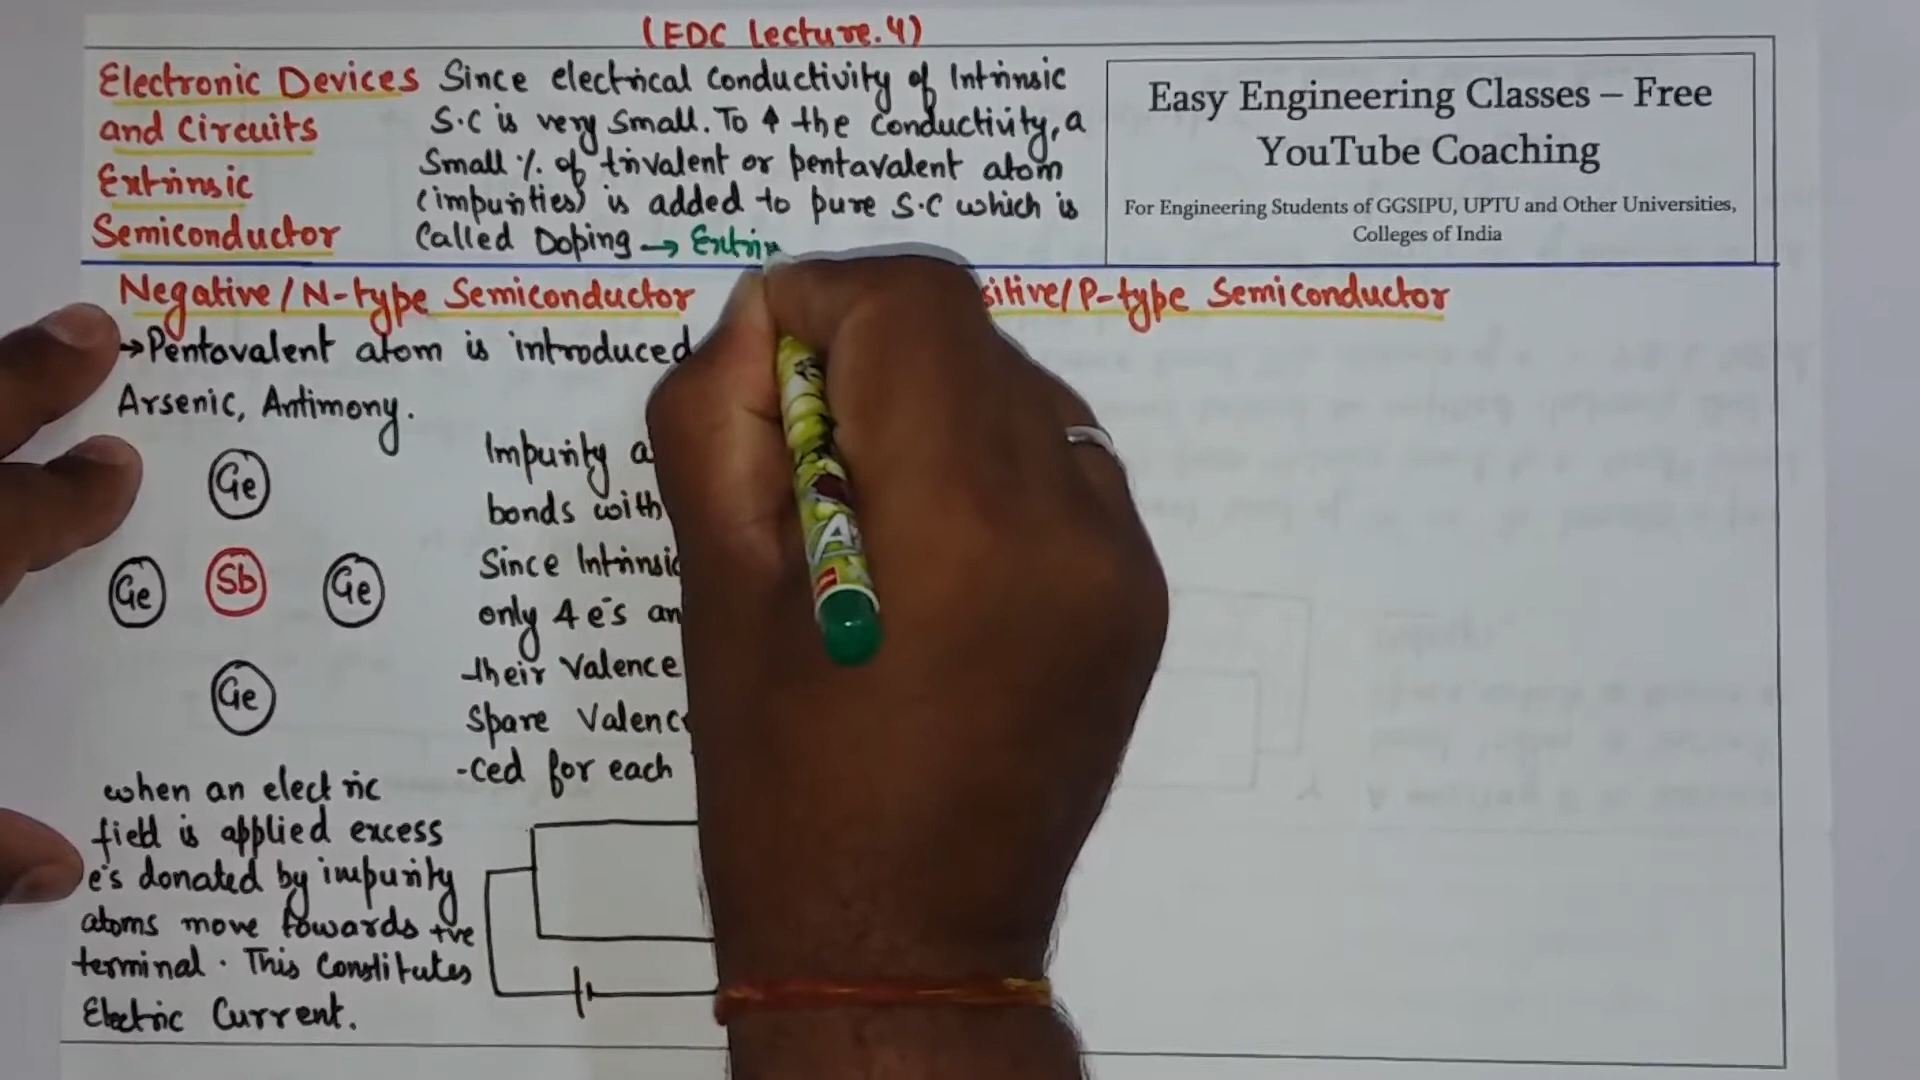 (EDC Lecture.4)
Electronic Devices
and Circuits
Extrinsic
Semiconductor
Since electrical Conductivity of Intrinsic
S.C is very Small. To ↑ the Conductivity, a
Small %. of trivalent or pentavalent atom
(impurities) is added to pure S.C which is
Called Doping → Extrin
Easy Engineering Classes – Free
YouTube Coaching
For Engineering Students of GGSIPU, UPTU and Other Universities,
Colleges of India
Negative/N-type Semiconductor
sitive/P-type Semiconductor
→Pentavalent atom is introduced
Arsenic, Antimony.
Ge
Ge
Sb
Ge
Ge
Impurity a
bonds with
Since Intrinsic
only 4 e⁻s an
their Valence
Spare Valence
-ced for each
when an electric
field is applied excess
e⁻s donated by impurity
atoms move towards +ve
terminal. This Constitutes
Electric Current.